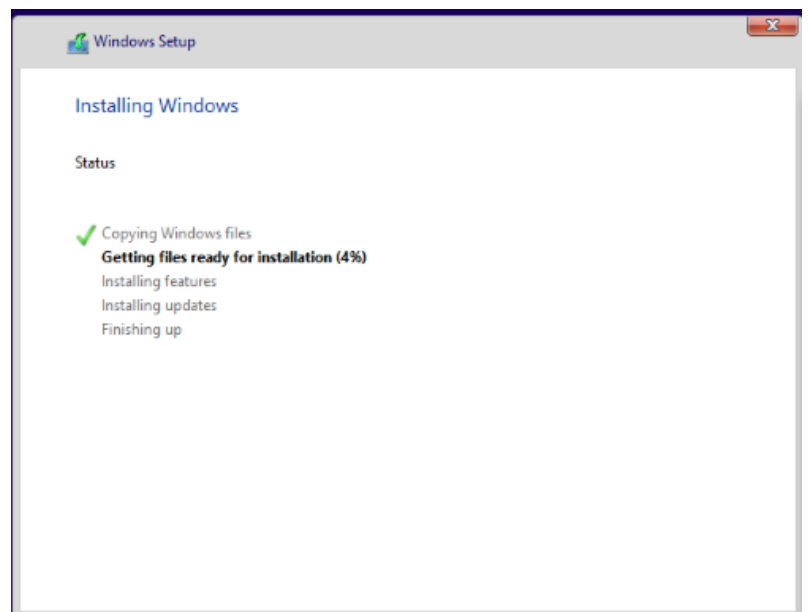 Windows Setup
Installing Windows
Status
Copying Windows files
Getting files ready for installation (4%)
Installing features
Installing updates
Finishing up